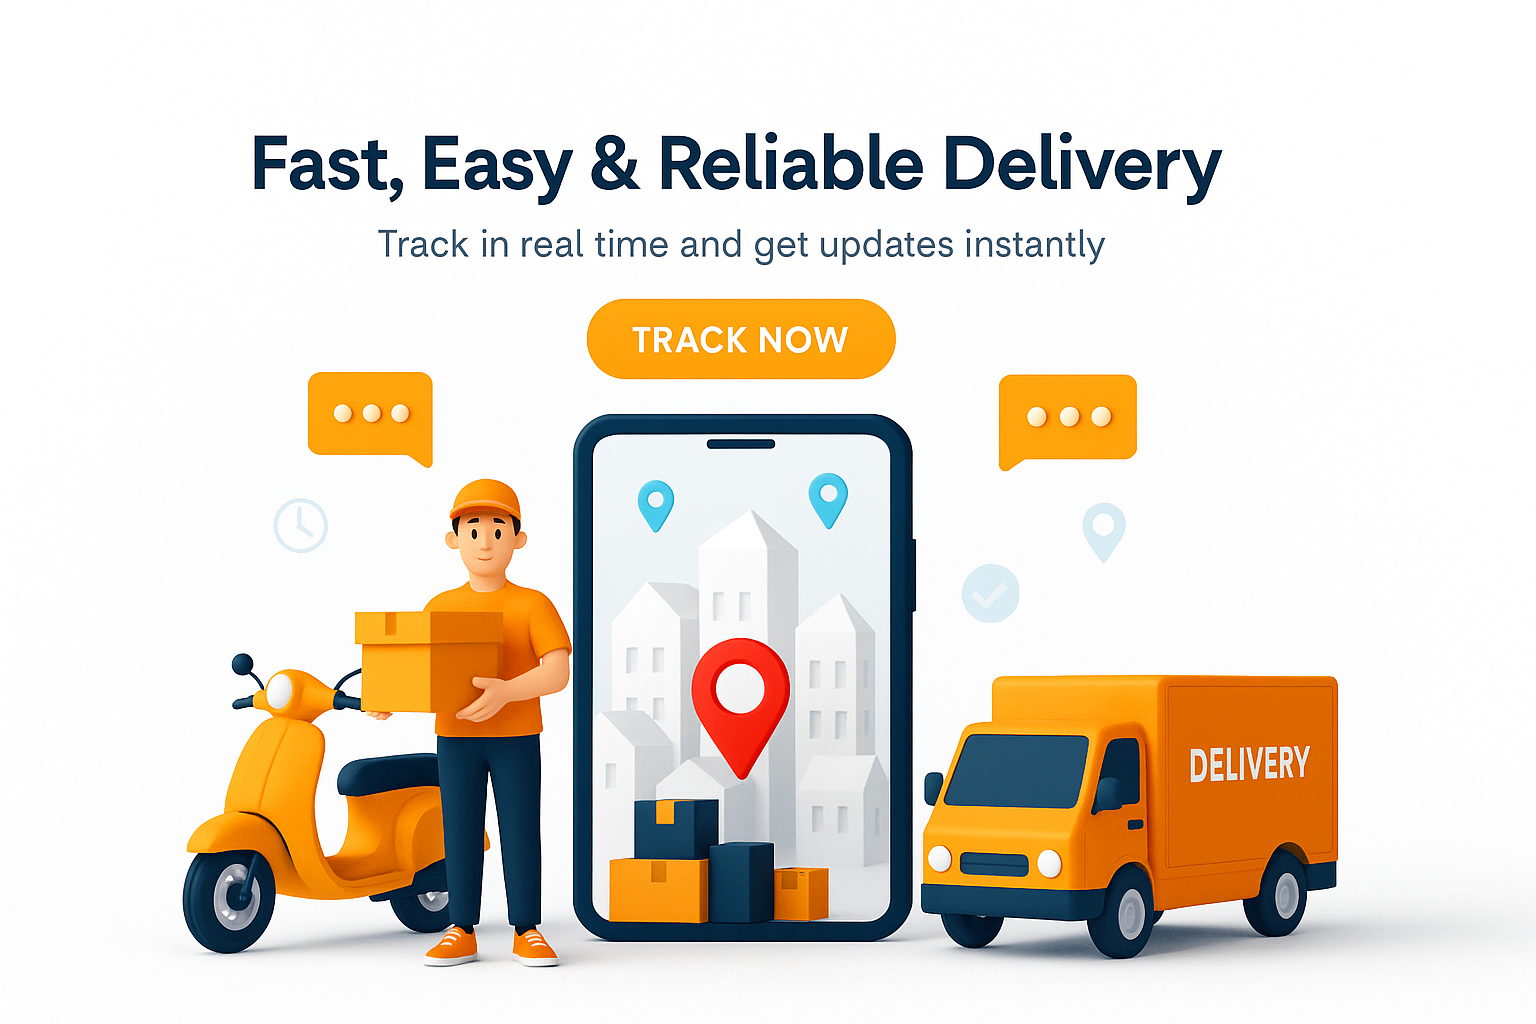 Fast, Easy & Reliable Delivery
Track in real time and get updates instantly
TRACK NOW
DELIVERY